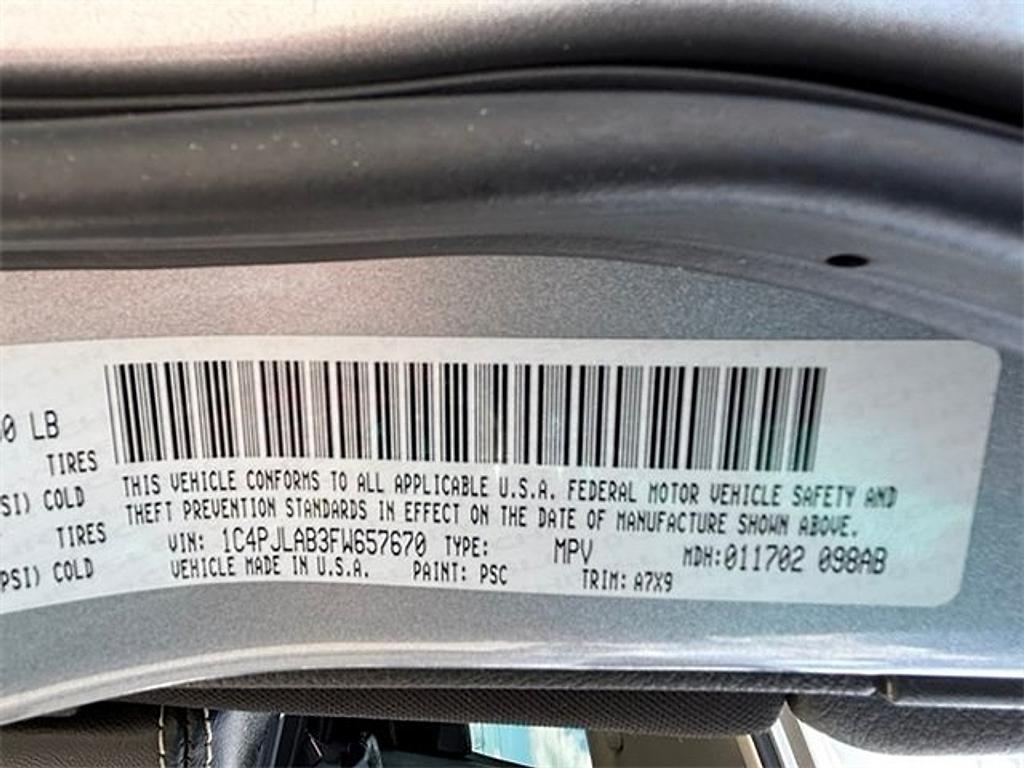 0 LB
TIRES
SI) COLD
TIRES
PSI) COLD
THIS VEHICLE CONFORMS TO ALL APPLICABLE U.S.A. FEDERAL MOTOR VEHICLE SAFETY AND
THEFT PREVENTION STANDARDS IN EFFECT ON THE DATE OF MANUFACTURE SHOWN ABOVE.
VIN: 1C4PJLAB3FW657670 TYPE: MPV MDH:011702 098AB
VEHICLE MADE IN U.S.A. PAINT: PSC TRIM: A7X9